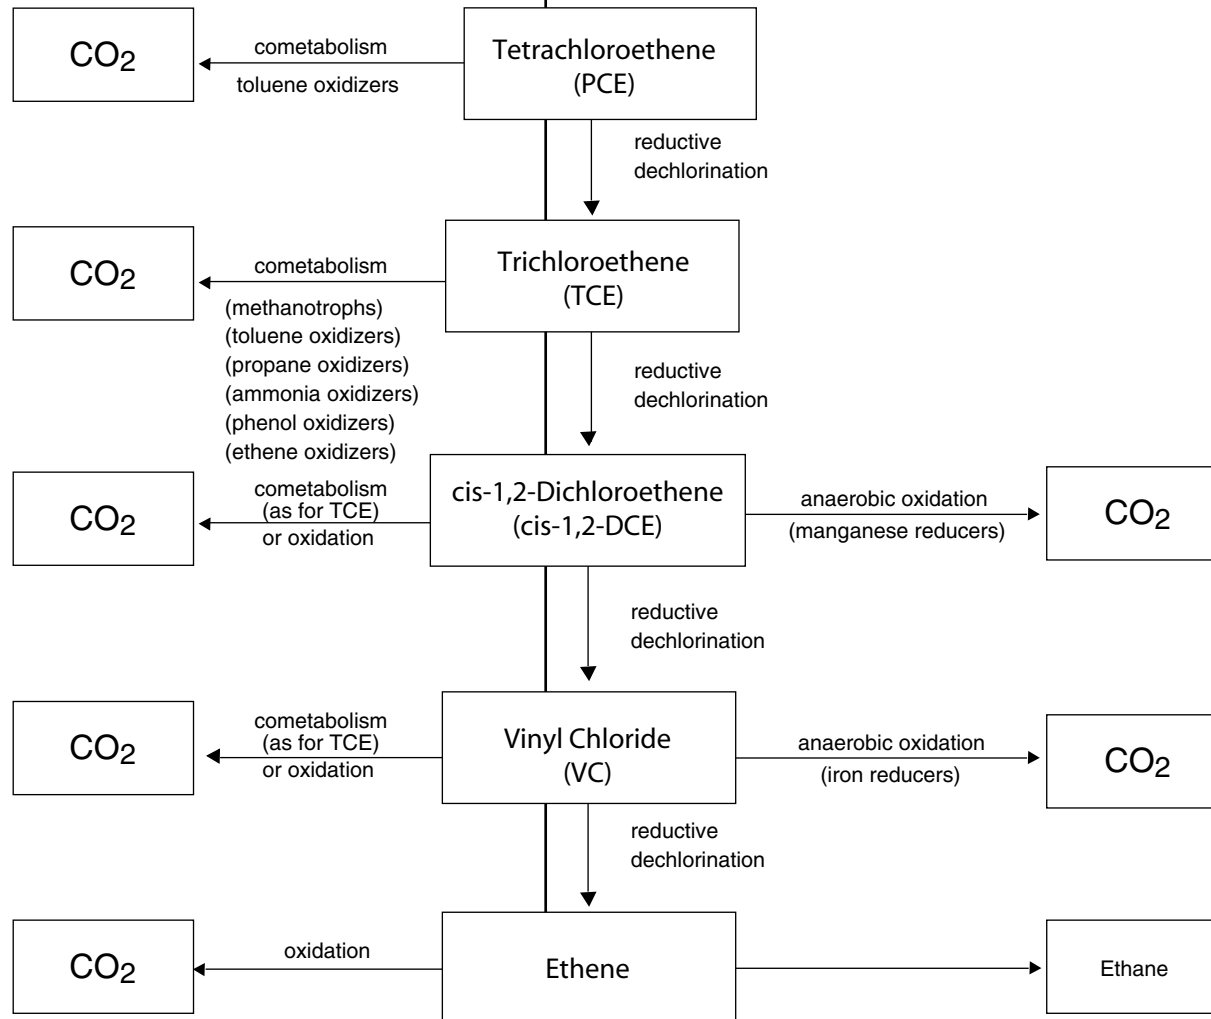 CO2
cometabolism
toluene oxidizers
Tetrachloroethene
(PCE)
reductive
dechlorination
CO2
cometabolism
(methanotrophs)
(toluene oxidizers)
(propane oxidizers)
(ammonia oxidizers)
(phenol oxidizers)
(ethene oxidizers)
Trichloroethene
(TCE)
reductive
dechlorination
CO2
cometabolism
(as for TCE)
or oxidation
cis-1,2-Dichloroethene
(cis-1,2-DCE)
anaerobic oxidation
(manganese reducers)
CO2
reductive
dechlorination
CO2
cometabolism
(as for TCE)
or oxidation
Vinyl Chloride
(VC)
anaerobic oxidation
(iron reducers)
CO2
reductive
dechlorination
CO2
oxidation
Ethene
Ethane